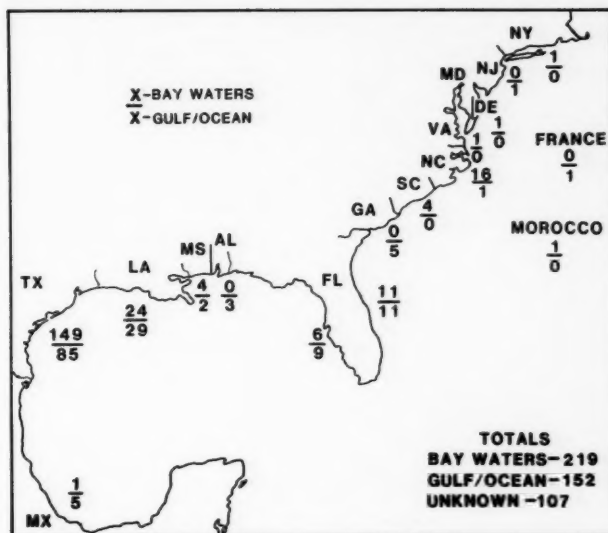 NY
1
0
NJ
0
1
MD
DE
1
0
X-BAY WATERS
X-GULF/OCEAN
VA
1
0
FRANCE
0
1
NC
16
1
SC
4
0
GA
0
5
MOROCCO
1
0
AL
MS
4
2
0
3
LA
24
29
FL
11
11
6
9
TX
149
85
TOTALS
BAY WATERS-219
GULF/OCEAN-152
UNKNOWN-107
1
5
MX